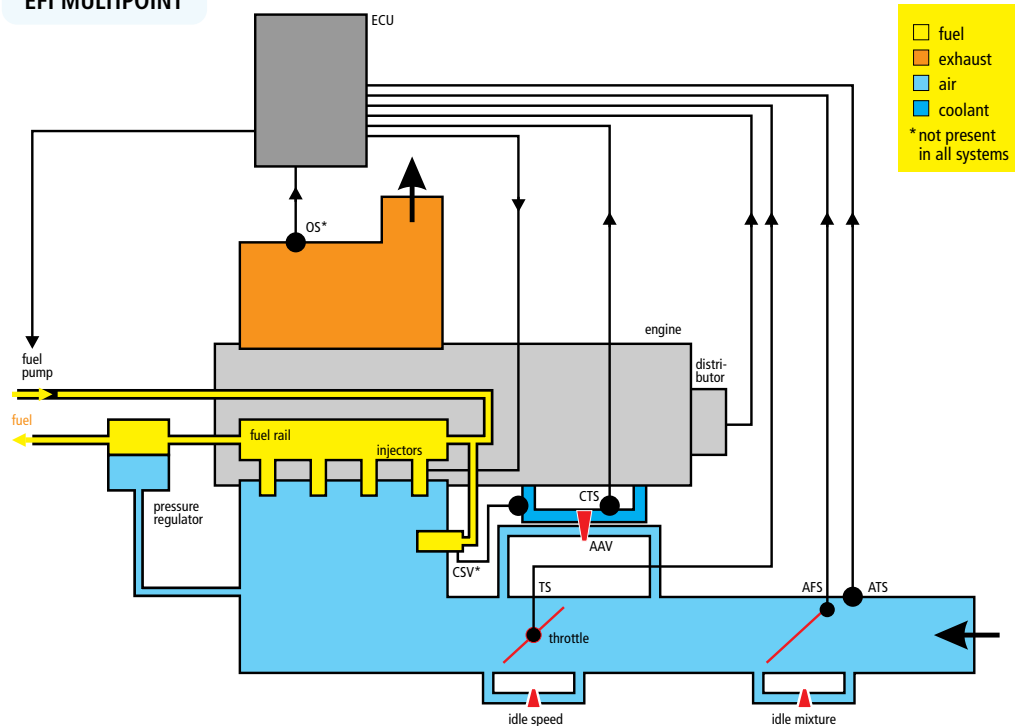 EFI MULTIPOINT
ECU
fuel
exhaust
air
coolant
* not present
in all systems
OS*
engine
fuel
pump
distri-
butor
fuel
fuel rail
injectors
pressure
regulator
CTS
AAV
CSV*
TS
AFS
ATS
throttle
idle speed
idle mixture